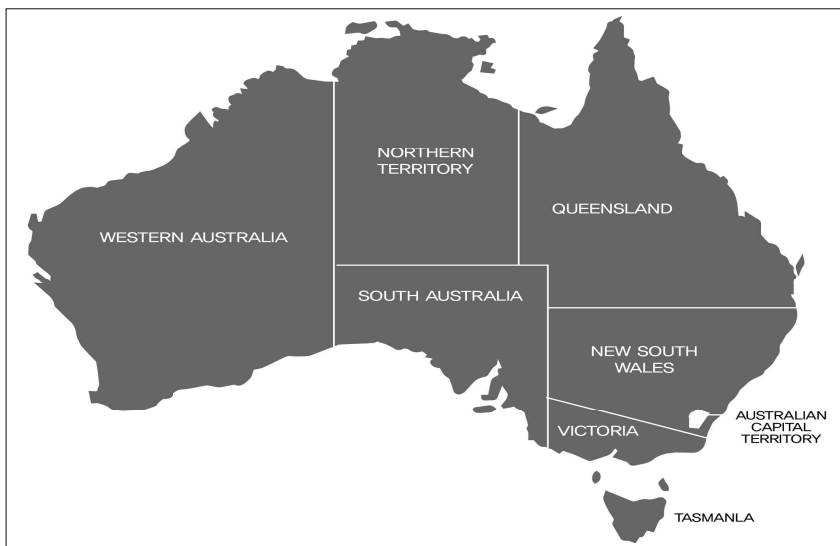 NORTHERN
TERRITORY
QUEENSLAND
WESTERN AUSTRALIA
SOUTH AUSTRALIA
NEW SOUTH
WALES
AUSTRALIAN
CAPITAL
TERRITORY
VICTORIA
TASMANLA